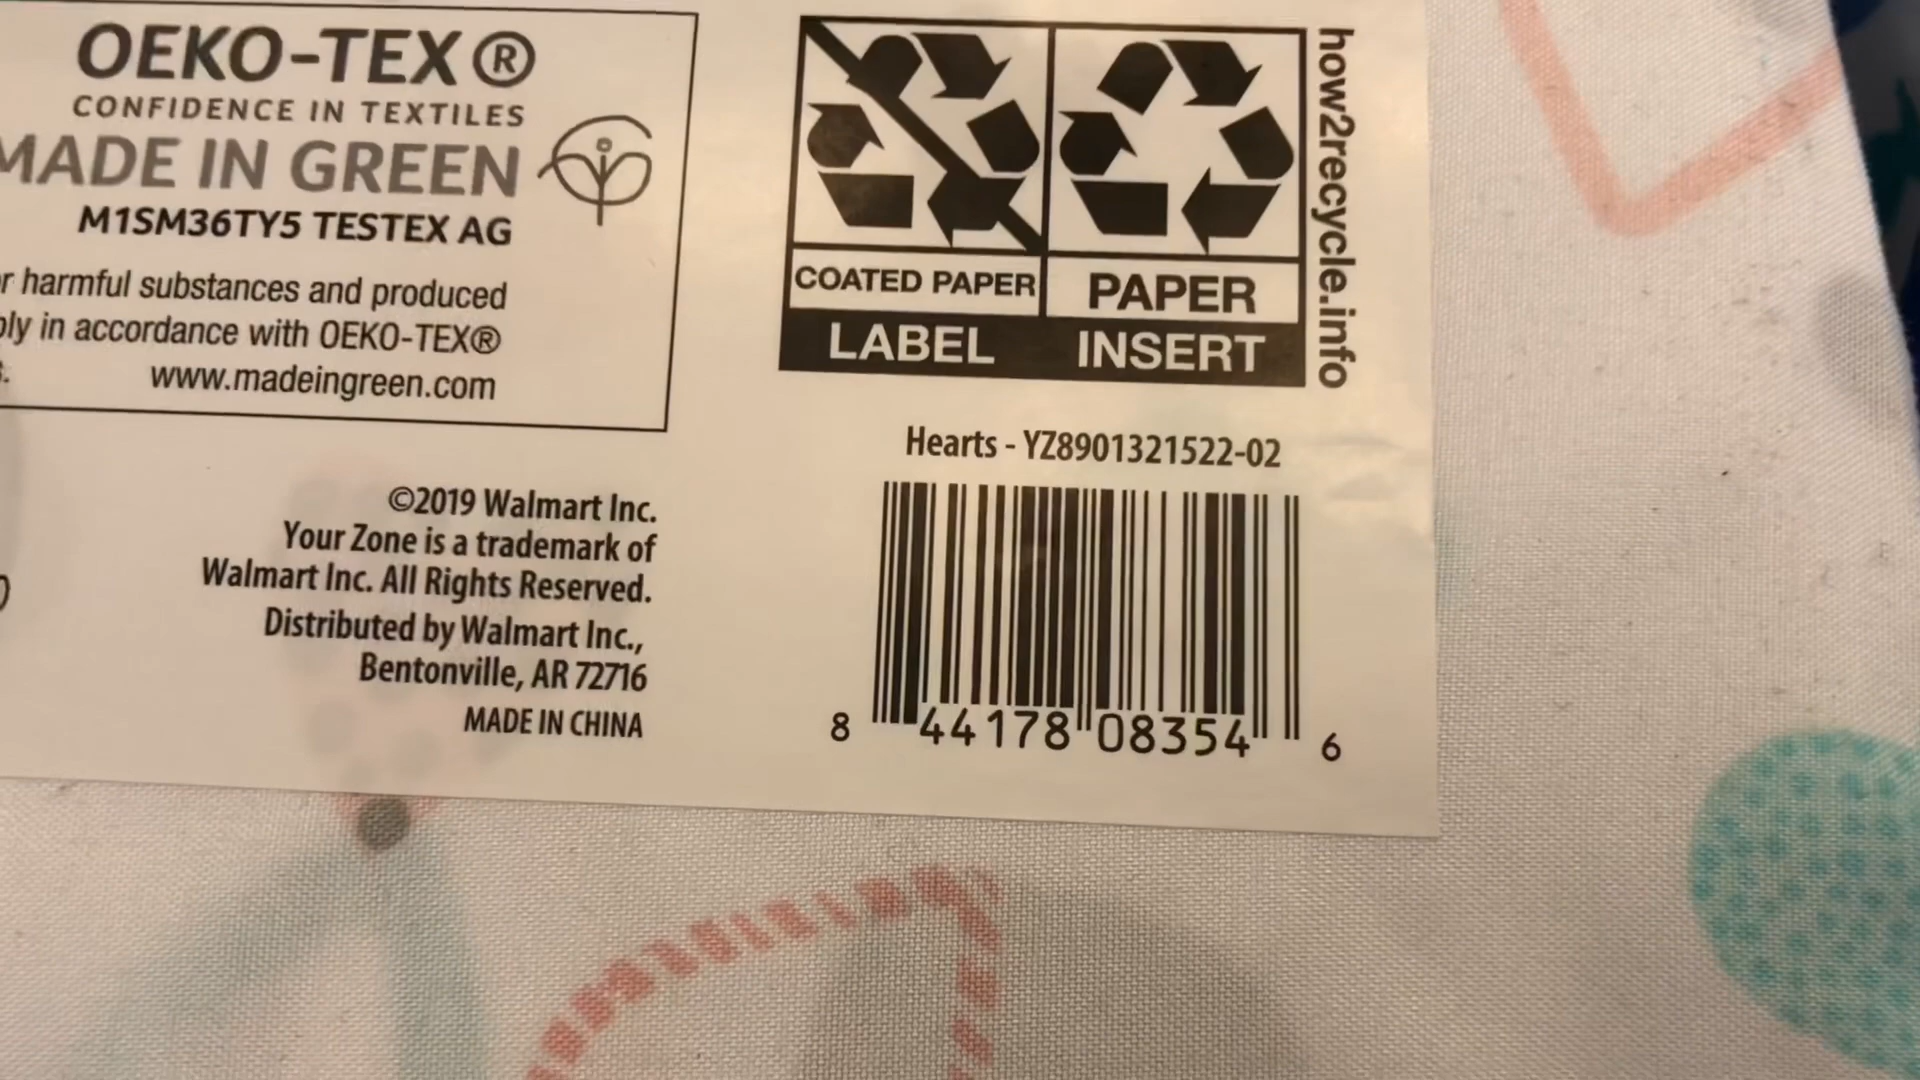 OEKO-TEX®
CONFIDENCE IN TEXTILES
MADE IN GREEN
M1SM36TY5 TESTEX AG
harmful substances and produced
in accordance with OEKO-TEX®
www.madeingreen.com
©2019 Walmart Inc.
Your Zone is a trademark of
Walmart Inc. All Rights Reserved.
Distributed by Walmart Inc.,
Bentonville, AR 72716
MADE IN CHINA
COATED PAPER
LABEL
PAPER
INSERT
how2recycle.info
Hearts - YZ8901321522-02
8 44178 08354 6